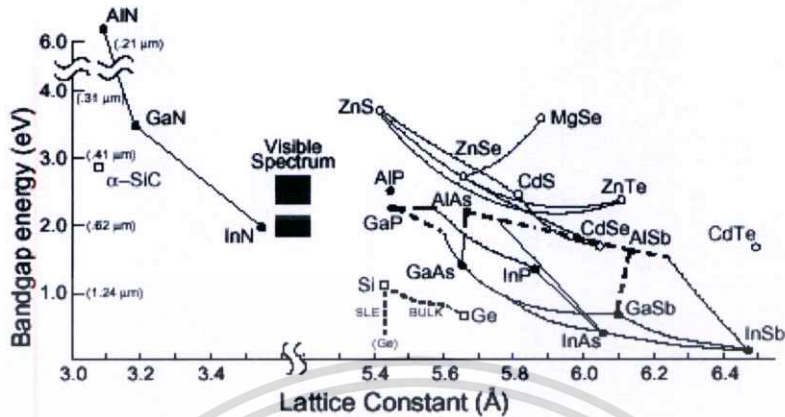 AlN
6.0
(.21 µm)
4.0
(.31 µm)
GaN
ZnS
MgSe
Visible
Spectrum
ZnSe
3.0
(.41 µm)
α–SiC
AlP
CdS
ZnTe
AlAs
2.0
(.62 µm)
InN
GaP
CdSe
AlSb
CdTe
GaAs
InP
Si
1.0
(1.24 µm)
SLE
BULK
Ge
GaSb
(Ge)
InAs
InSb
Bandgap energy (eV)
3.0 3.2 3.4 5.4 5.6 5.8 6.0 6.2 6.4
Lattice Constant (Å)